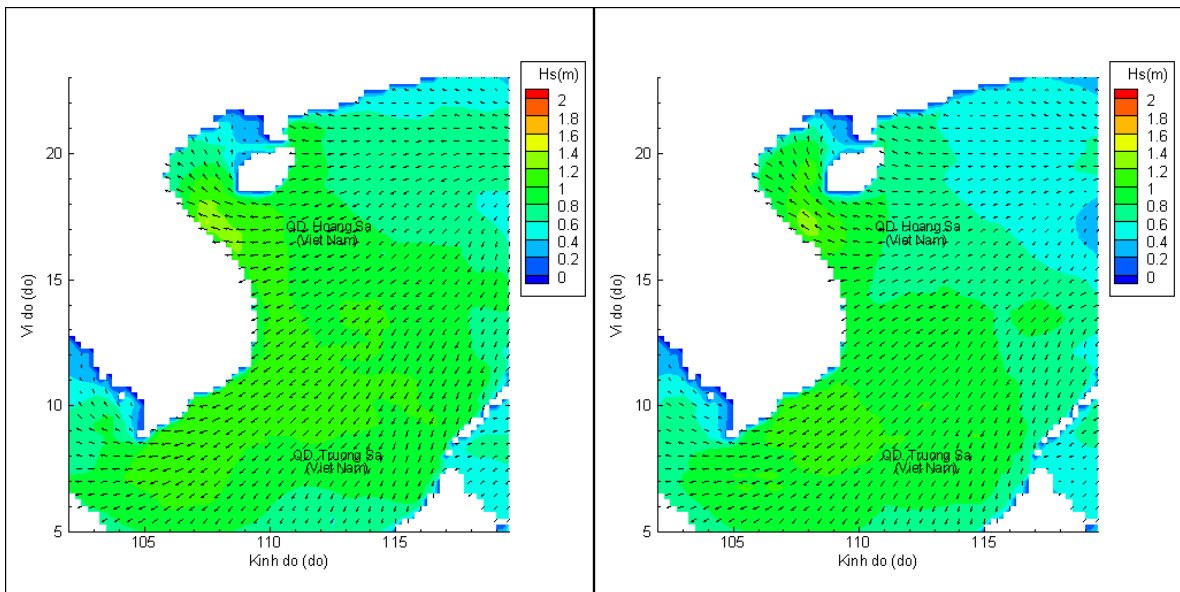 Hs(m)
2
1.8
1.6
1.4
1.2
1
0.8
0.6
0.4
0.2
0
20
15
10
5
Vi do (do)
QD. Hoang Sa
(Viet Nam)
QD. Truong Sa
(Viet Nam)
105
110
115
Kinh do (do)
Hs(m)
2
1.8
1.6
1.4
1.2
1
0.8
0.6
0.4
0.2
0
20
15
10
5
Vi do (do)
QD. Hoang Sa
(Viet Nam)
QD. Truong Sa
(Viet Nam)
105
110
115
Kinh do (do)